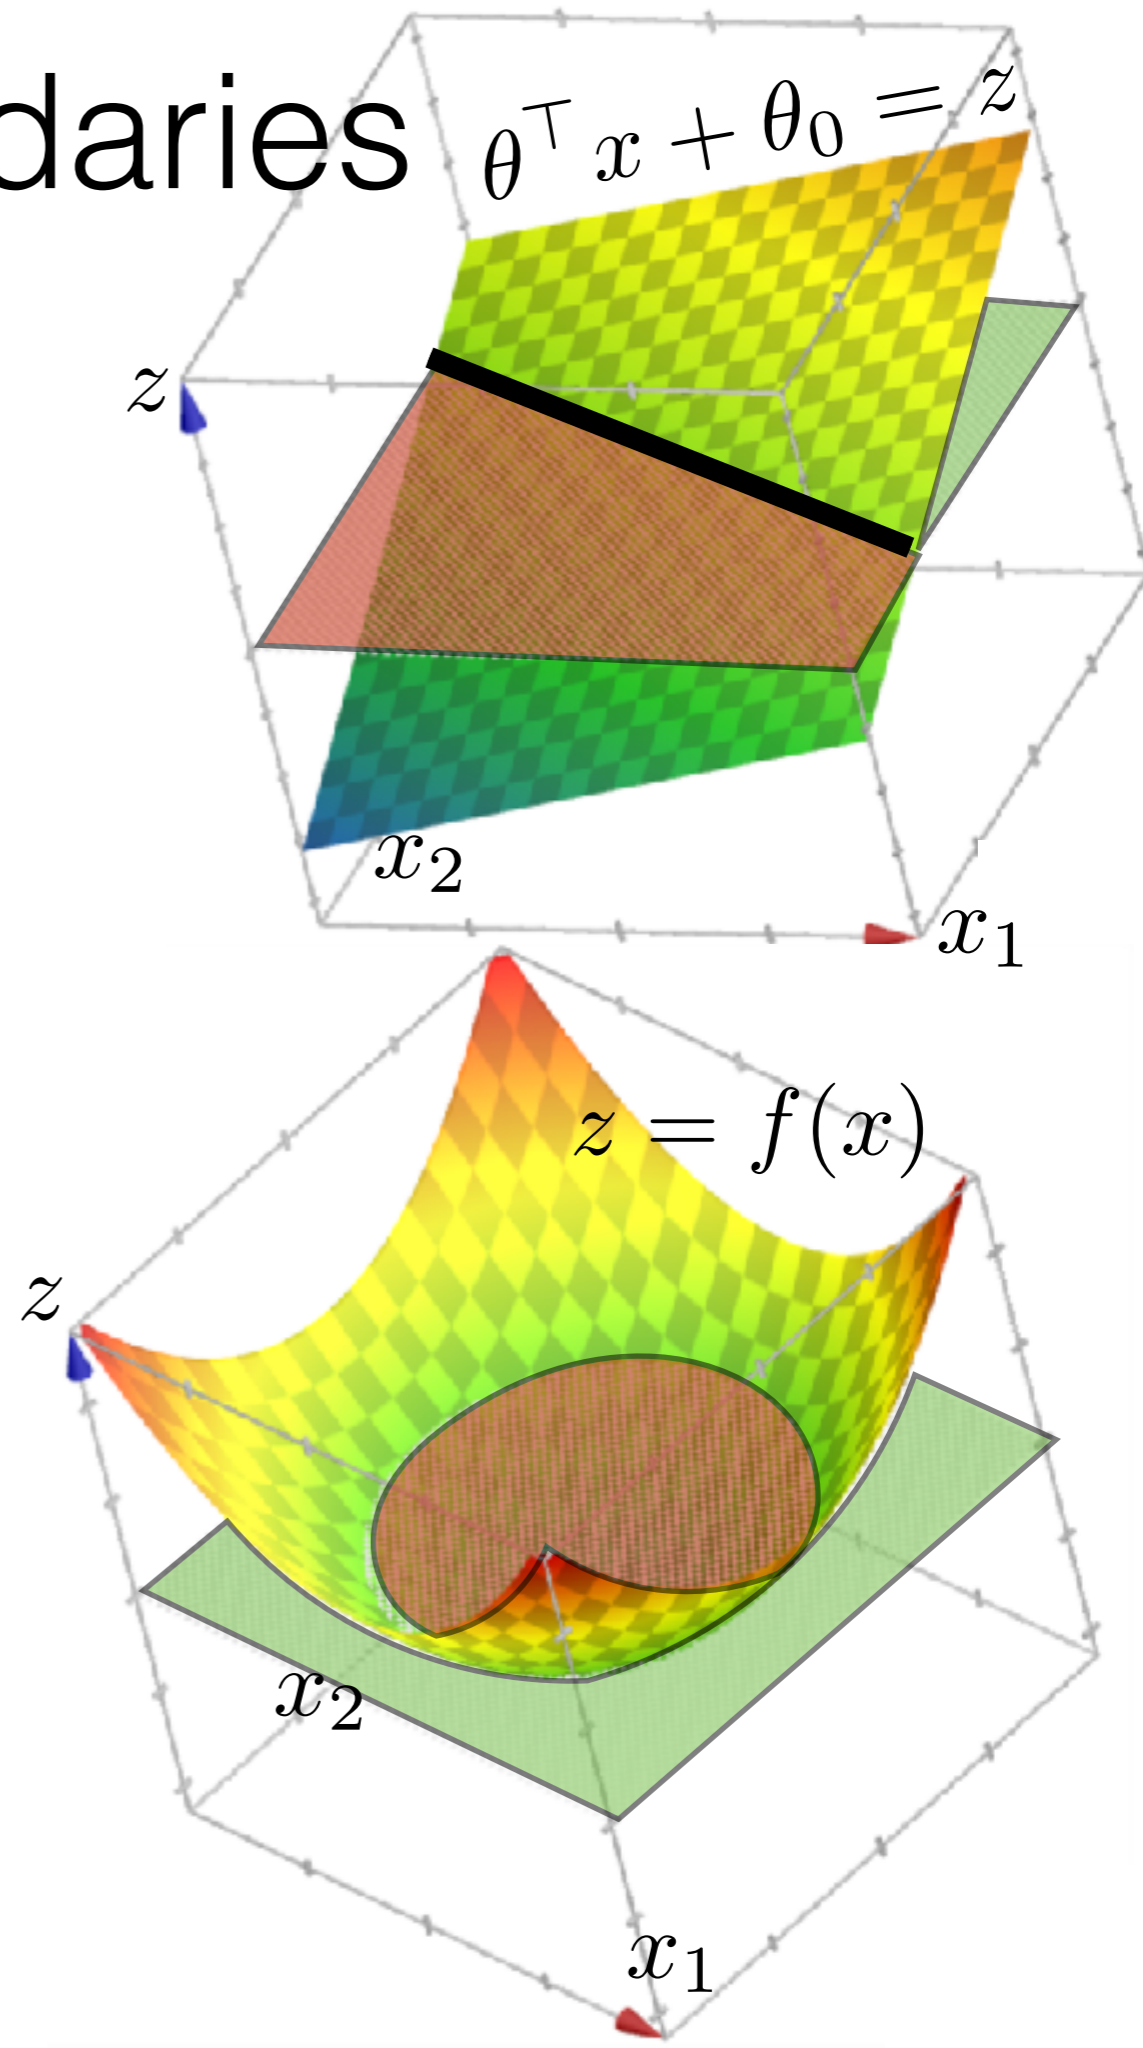 daries
θ⊤x + θ₀ = z
z
x₂
x₁
z = f(x)
z
x₂
x₁